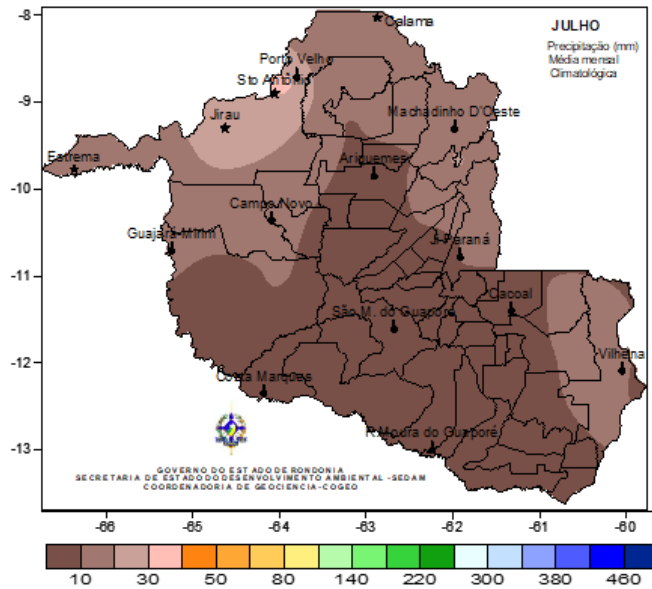 JULHO
Precipitação (mm)
Média mensal
Climatológica
Calama
Porto Velho
Sto Antônio
Jirau
Machadinho D'Oeste
Extrema
Ariquemes
Campo Novo
Guajará-Mirim
Ji-Paraná
Cacoal
São M. do Guaporé
Vilhena
Costa Marques
R.Moura do Guaporé
GOVERNO DO ESTADO DE RONDONIA
SECRETARIA DE ESTADO DO DESENVOLVIMENTO AMBIENTAL -SEDAM
COORDENADORIA DE GEOCIENCIA-COGEO
-8
-9
-10
-11
-12
-13
-66 -65 -64 -63 -62 -61 -60
10 30 50 80 140 220 300 380 460